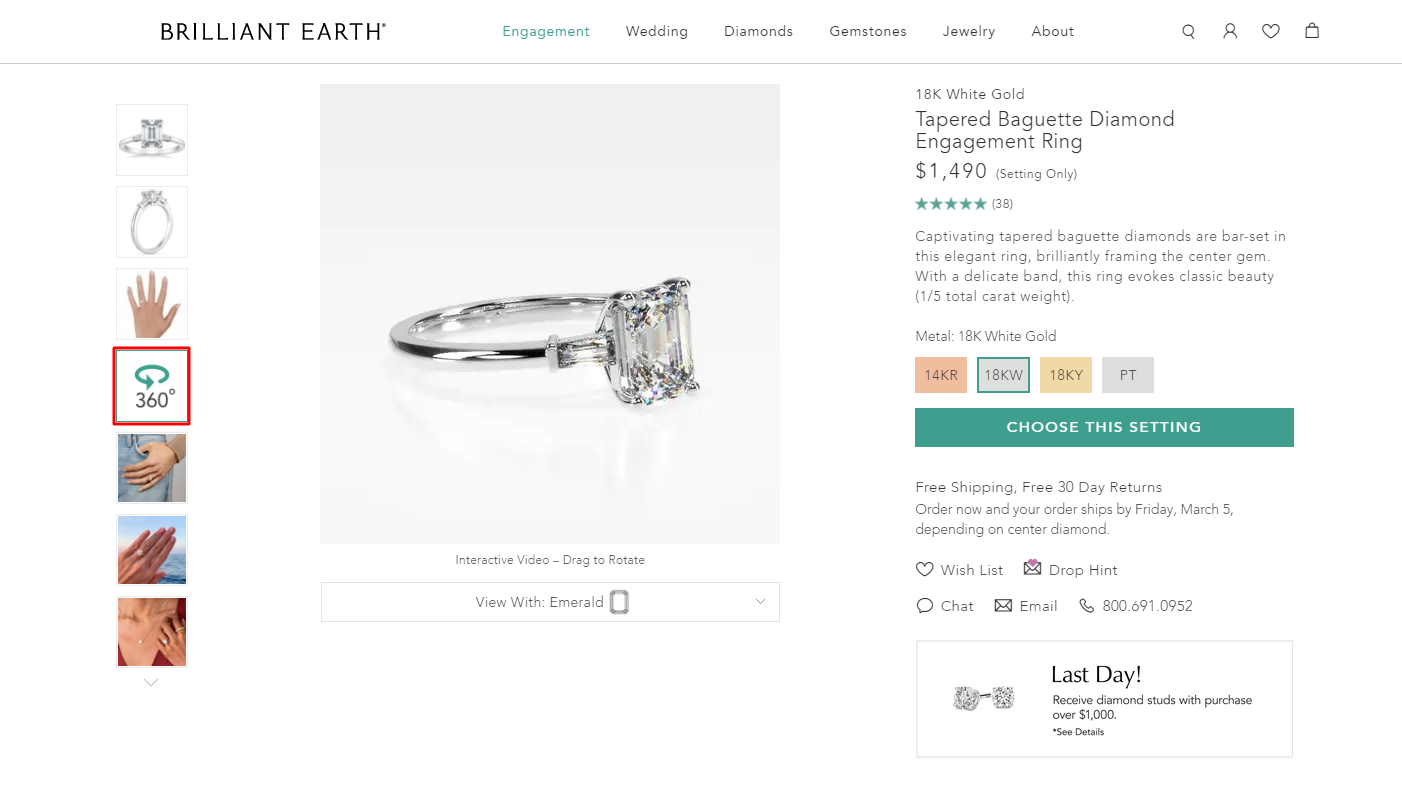 BRILLIANT EARTH®
Engagement Wedding Diamonds Gemstones Jewelry About
360°
Interactive Video – Drag to Rotate
View With: Emerald
18K White Gold
Tapered Baguette Diamond
Engagement Ring
$1,490 (Setting Only)
★★★★★ (38)
Captivating tapered baguette diamonds are bar-set in
this elegant ring, brilliantly framing the center gem.
With a delicate band, this ring evokes classic beauty
(1/5 total carat weight).
Metal: 18K White Gold
14KR 18KW 18KY PT
CHOOSE THIS SETTING
Free Shipping, Free 30 Day Returns
Order now and your order ships by Friday, March 5,
depending on center diamond.
Wish List Drop Hint
Chat Email 800.691.0952
Last Day!
Receive diamond studs with purchase
over $1,000.
*See Details